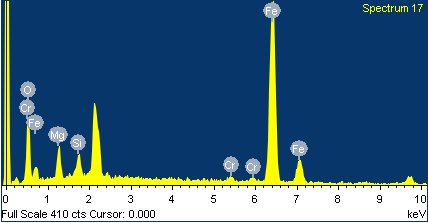 Spectrum 17
Fe
O
Cr
Fe
Mg
Si
Cr
Cr
Fe
0 1 2 3 4 5 6 7 8 9 10
Full Scale 410 cts Cursor: 0.000 keV